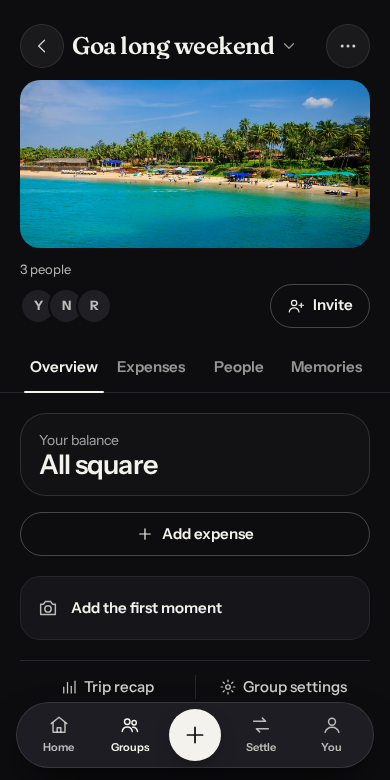 Goa long weekend
3 people
Y N R
Invite
Overview Expenses People Memories
Your balance
All square
Add expense
Add the first moment
Trip recap Group settings
Home Groups Settle You